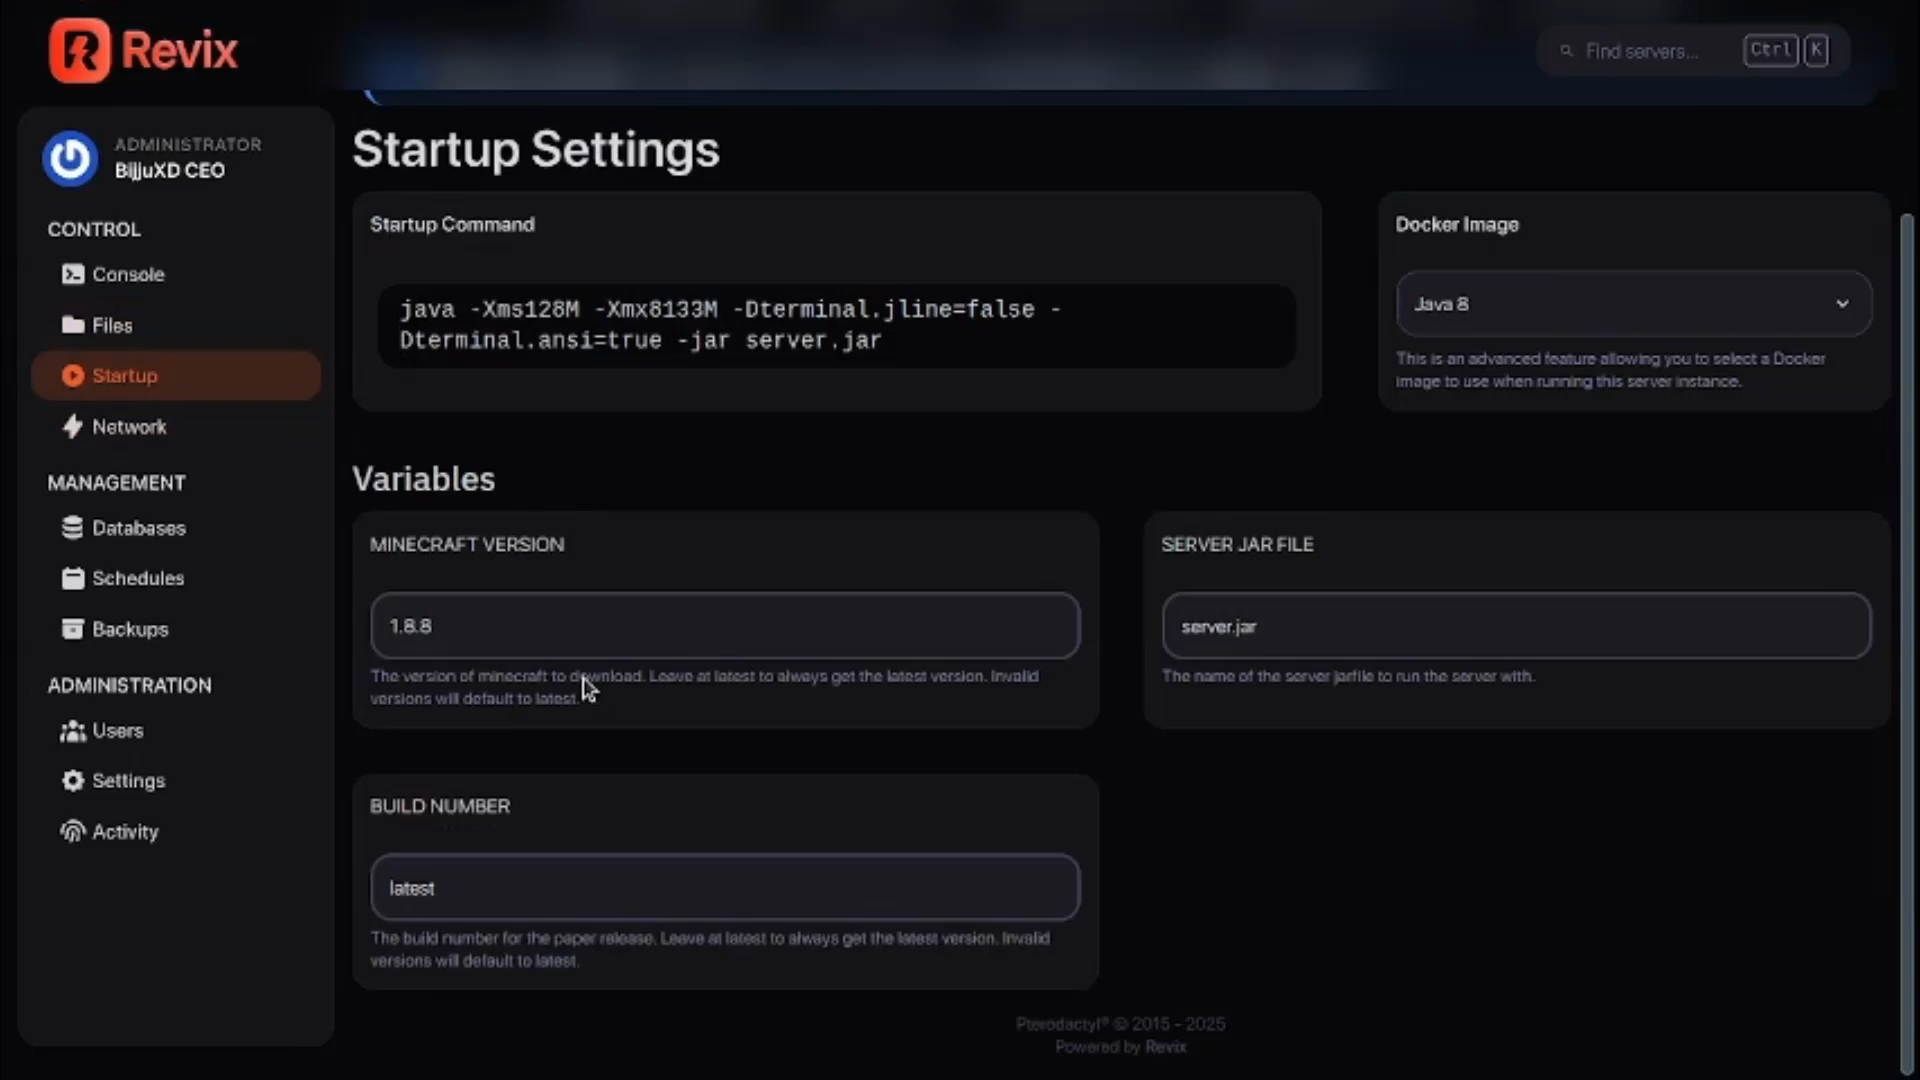 Revix
Find servers...
Ctrl K
ADMINISTRATOR
BijjuXD CEO
CONTROL
Console
Files
Startup
Network
MANAGEMENT
Databases
Schedules
Backups
ADMINISTRATION
Users
Settings
Activity
Startup Settings
Startup Command
java -Xms128M -Xmx8133M -Dterminal.jline=false -
Dterminal.ansi=true -jar server.jar
Docker Image
Java 8
This is an advanced feature allowing you to select a Docker
image to use when running this server instance.
Variables
MINECRAFT VERSION
1.8.8
The version of minecraft to download. Leave at latest to always get the latest version. Invalid
versions will default to latest.
SERVER JAR FILE
server.jar
The name of the server jarfile to run the server with.
BUILD NUMBER
latest
The build number for the paper release. Leave at latest to always get the latest version. Invalid
versions will default to latest.
Pterodactyl® © 2015 - 2025
Powered by Revix